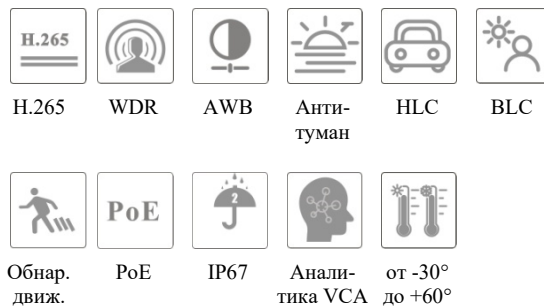 H.265
H.265 WDR AWB Анти- HLC BLC
туман
PoE 2
Обнар. PoE IP67 Анали- от -30°
движ. тика VCA до +60°